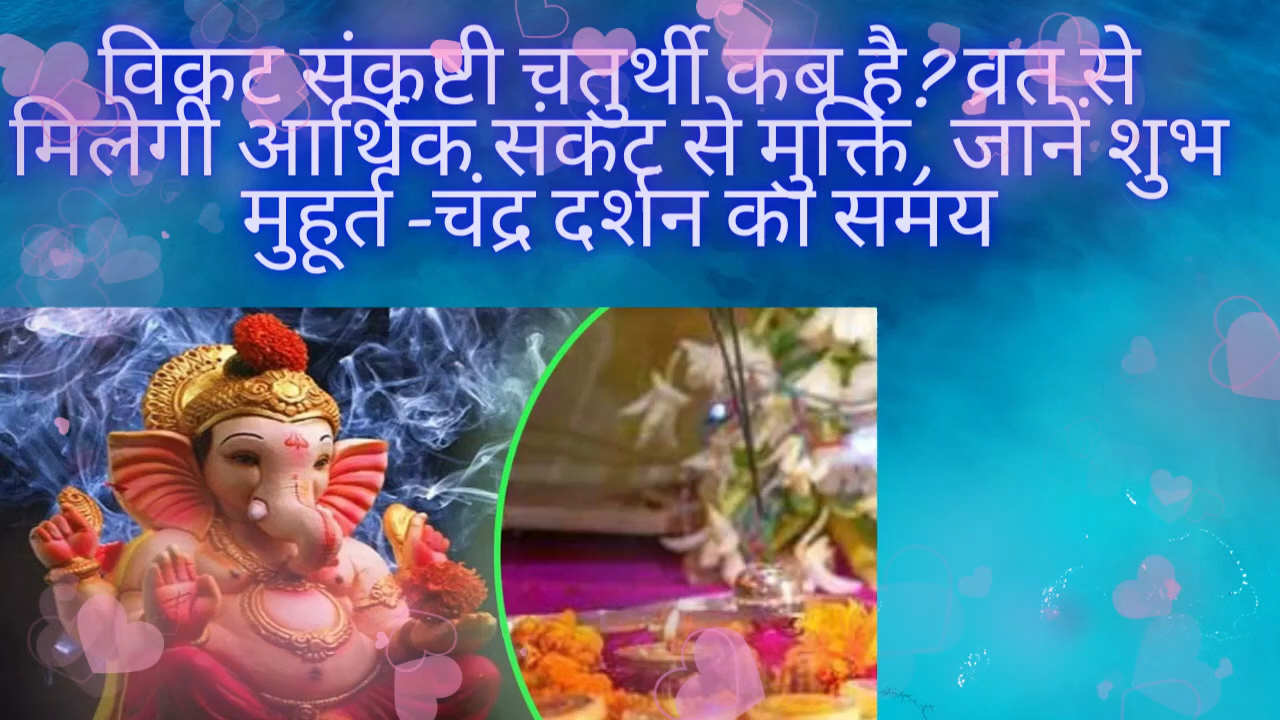 विकट संकष्टी चतुर्थी कब है? व्रत से
मिलेगी आर्थिक संकट से मुक्ति, जानें शुभ
मुहूर्त -चंद्र दर्शन का समय